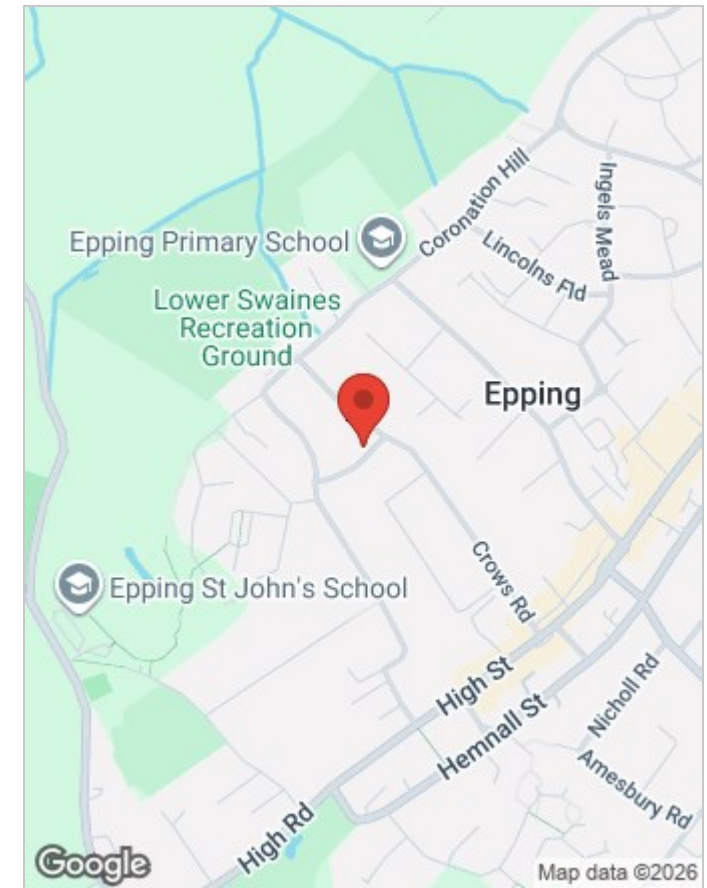 Coronation Hill
Ingels Mead
Epping Primary School
Lincolns Fld
Lower Swaines
Recreation
Ground
Epping
Crows Rd
Epping St John's School
High St
Nicholl Rd
Hemnall St
Amesbury Rd
High Rd
Google
Map data ©2026